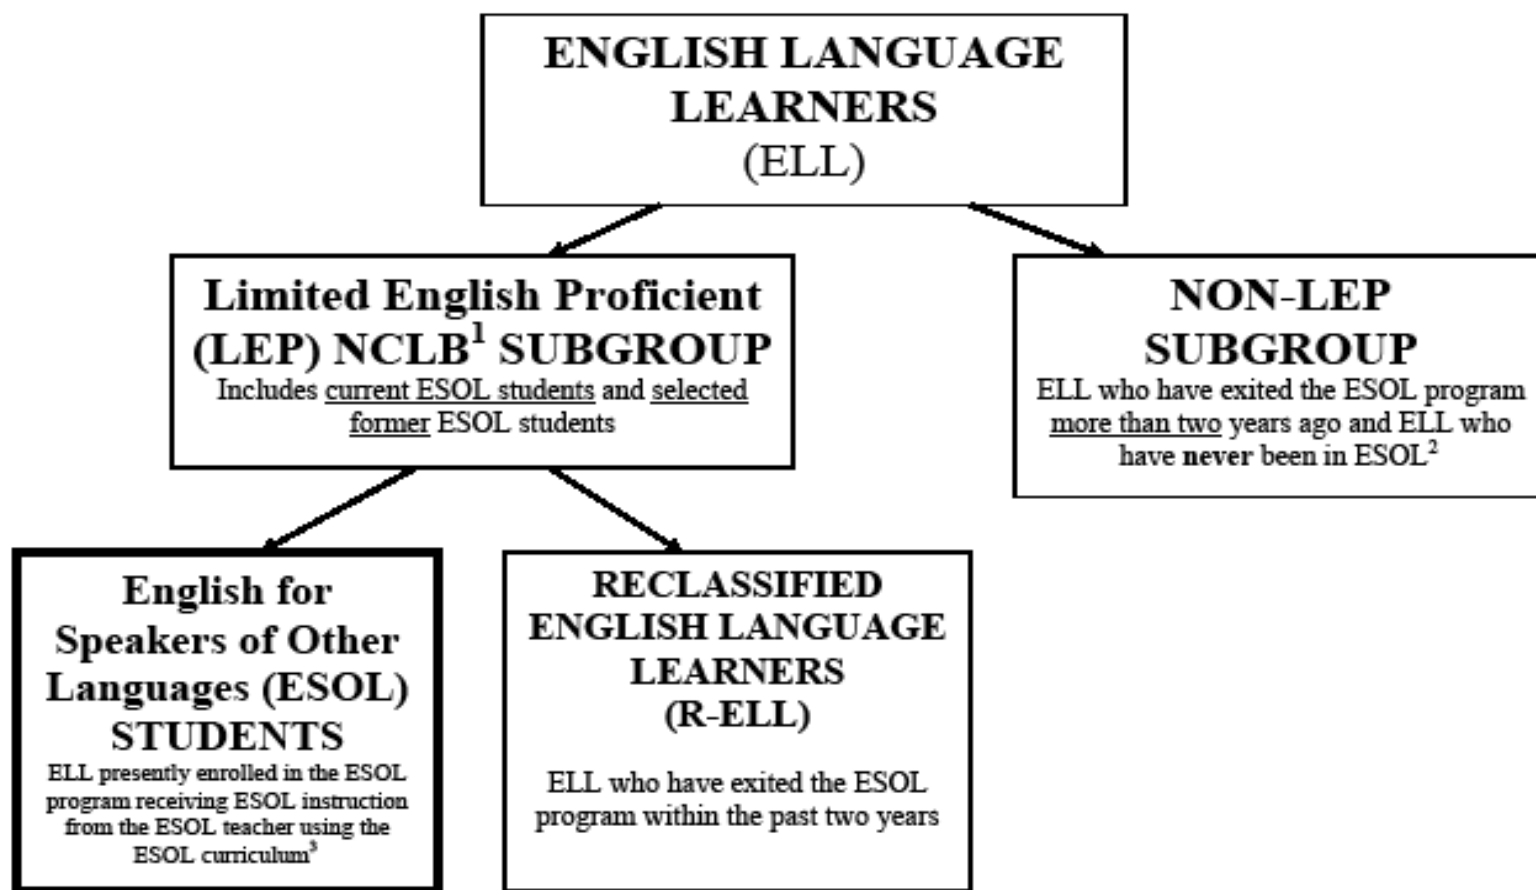 ENGLISH LANGUAGE
LEARNERS
(ELL)
Limited English Proficient
(LEP) NCLB¹ SUBGROUP
Includes current ESOL students and selected
former ESOL students
NON-LEP
SUBGROUP
ELL who have exited the ESOL program
more than two years ago and ELL who
have never been in ESOL²
English for
Speakers of Other
Languages (ESOL)
STUDENTS
ELL presently enrolled in the ESOL
program receiving ESOL instruction
from the ESOL teacher using the
ESOL curriculum³
RECLASSIFIED
ENGLISH LANGUAGE
LEARNERS
(R-ELL)
ELL who have exited the ESOL
program within the past two years